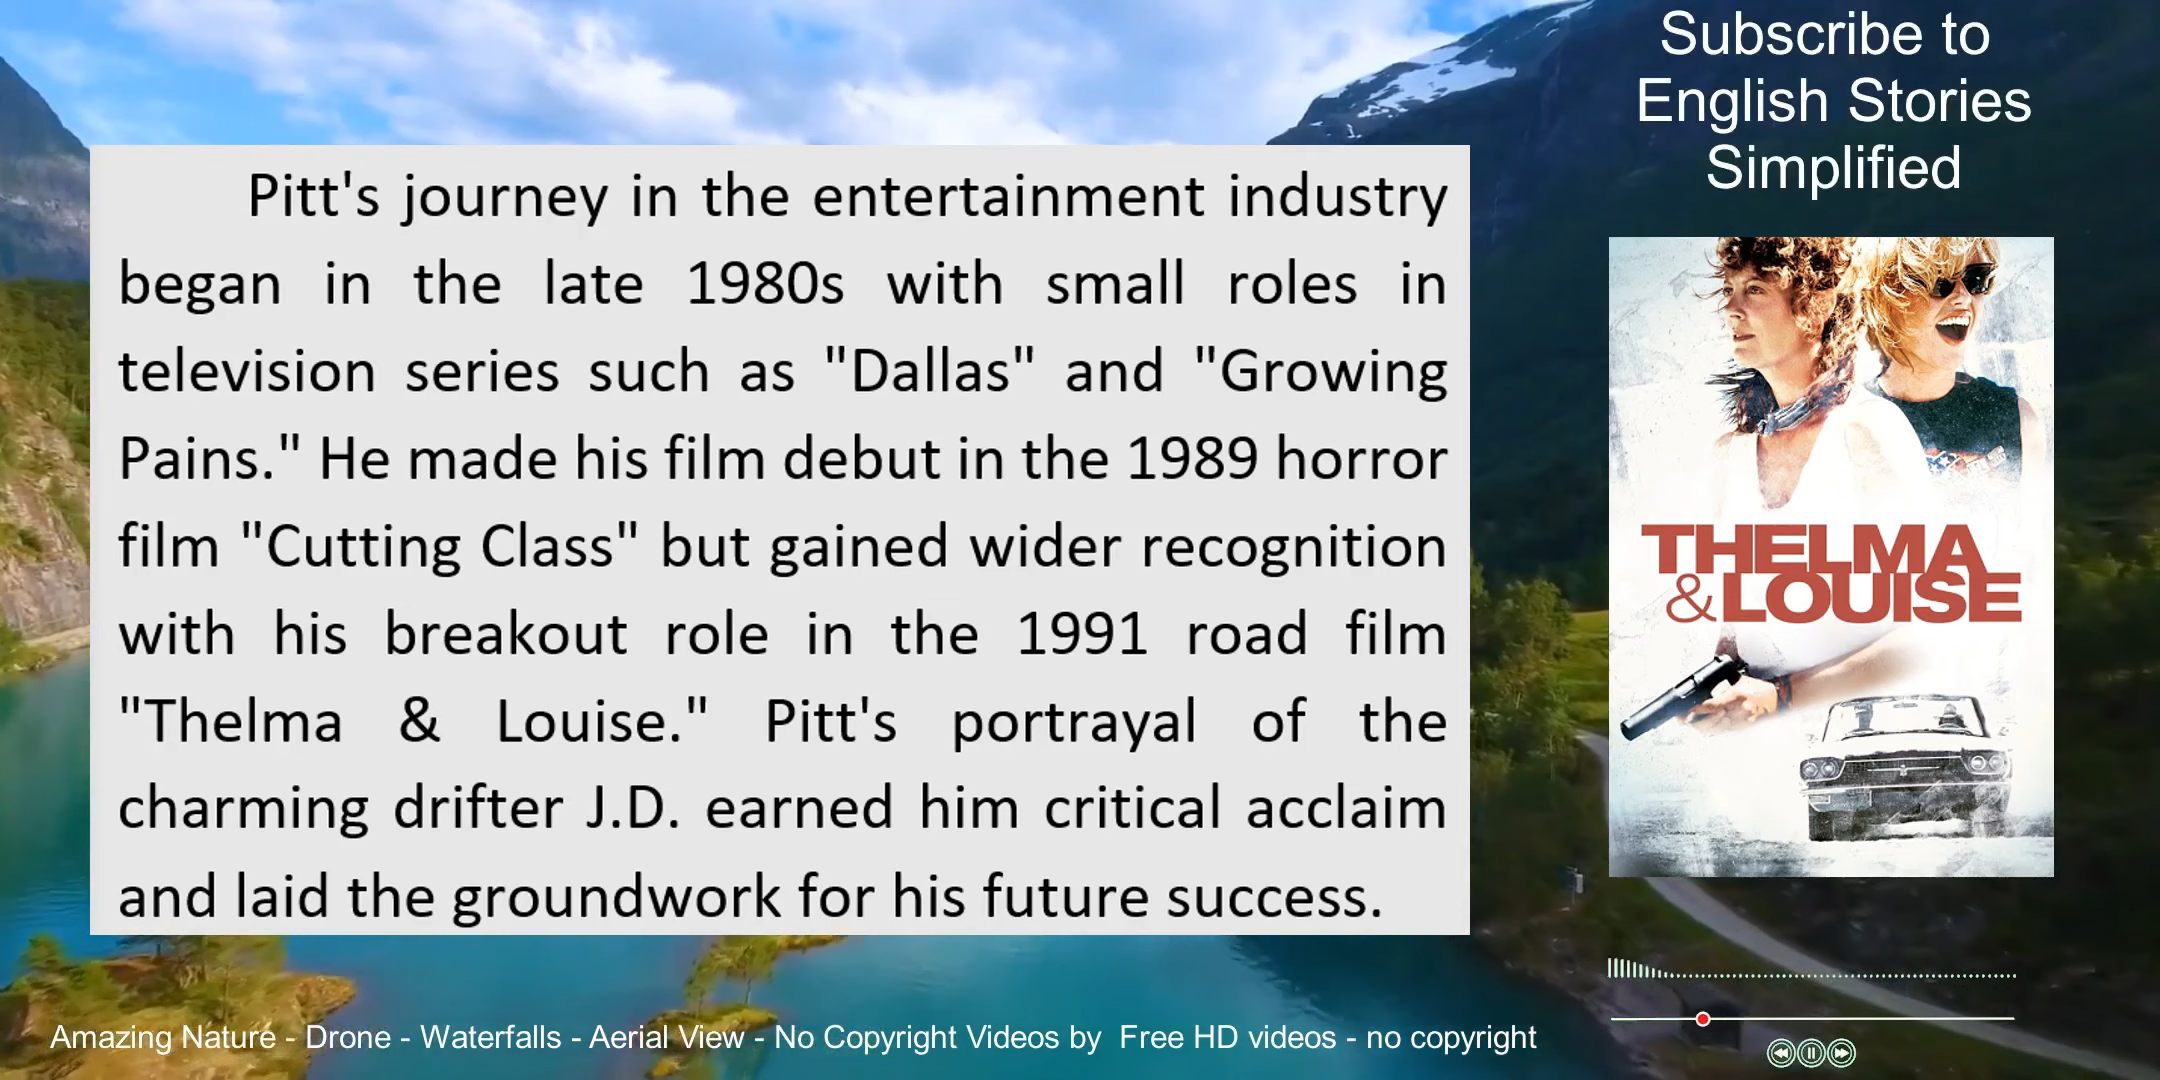 Subscribe to
English Stories
Simplified
Pitt's journey in the entertainment industry
began in the late 1980s with small roles in
television series such as "Dallas" and "Growing
Pains." He made his film debut in the 1989 horror
film "Cutting Class" but gained wider recognition
with his breakout role in the 1991 road film
"Thelma & Louise." Pitt's portrayal of the
charming drifter J.D. earned him critical acclaim
and laid the groundwork for his future success.
THELMA
&LOUISE
Amazing Nature - Drone - Waterfalls - Aerial View - No Copyright Videos by  Free HD videos - no copyright